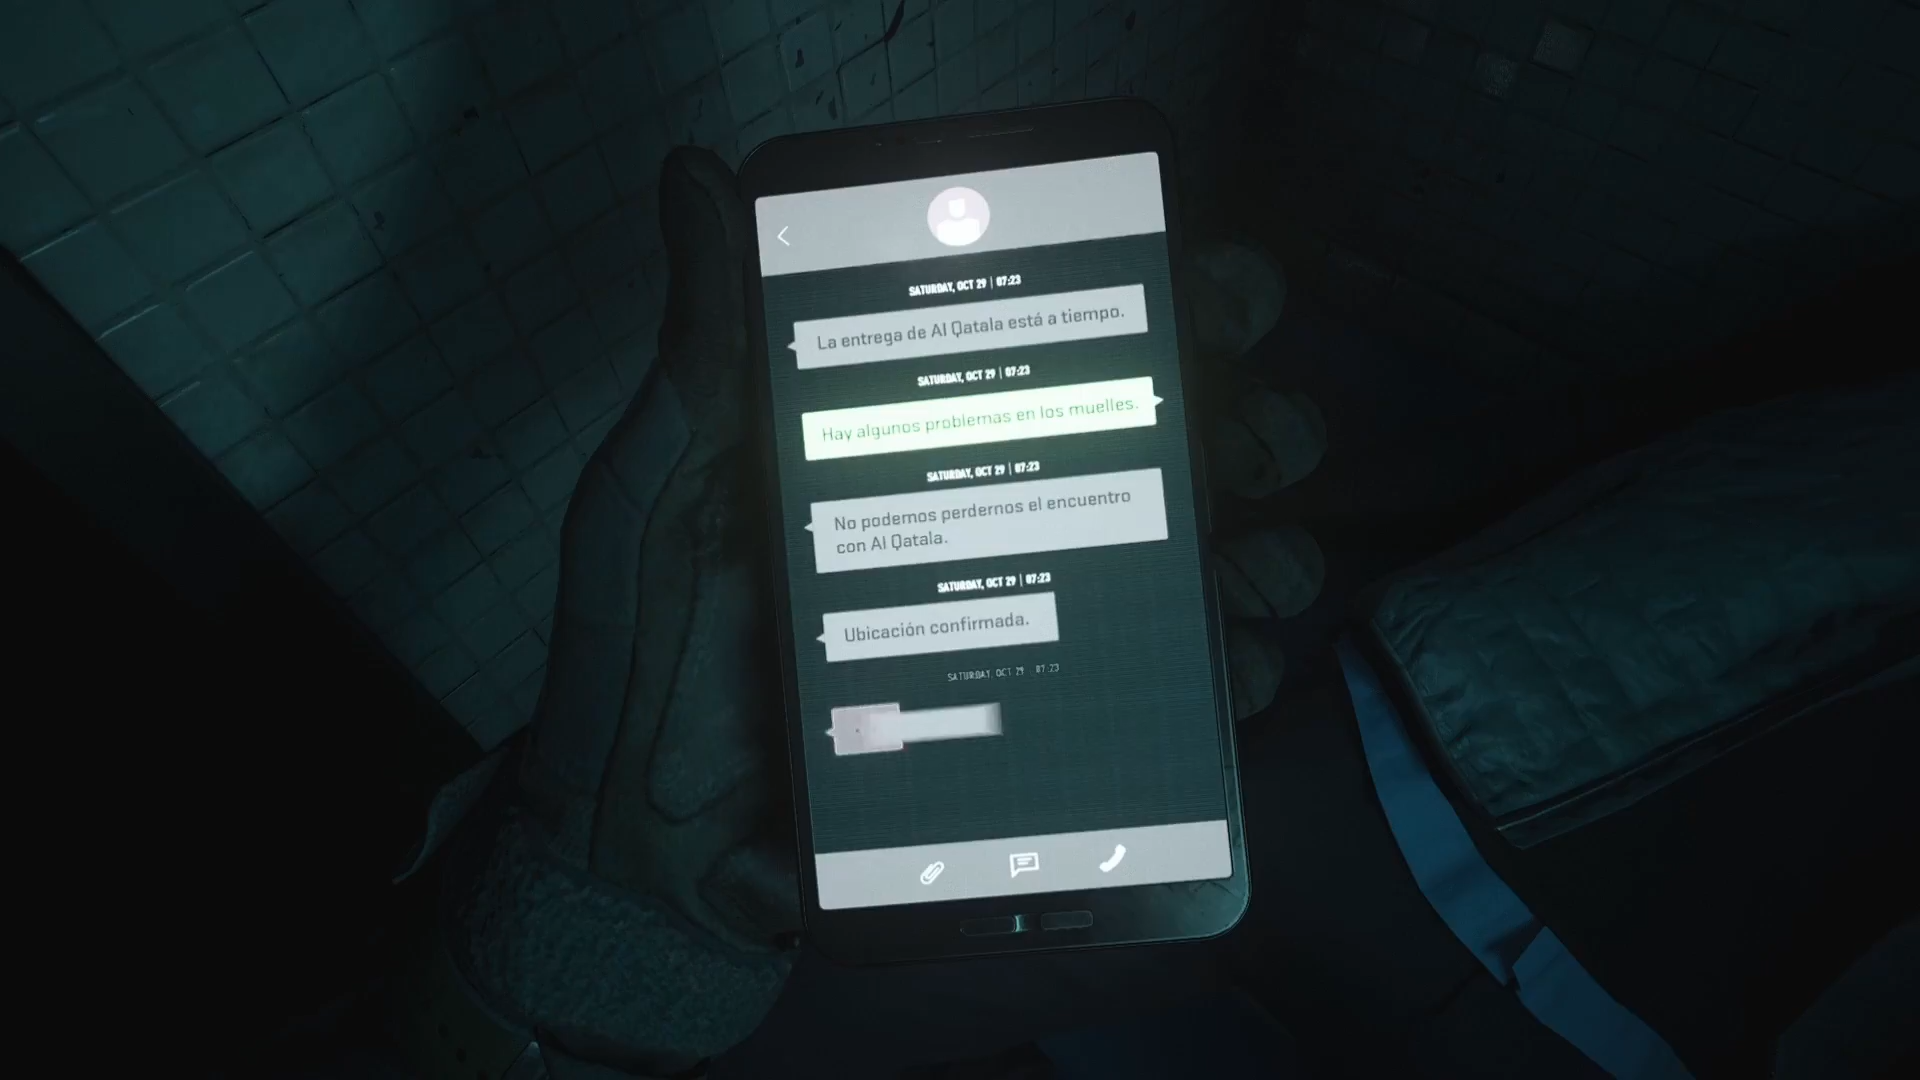 SATURDAY, OCT 29 | 07:23
La entrega de Al Qatala está a tiempo.
SATURDAY, OCT 29 | 07:23
Hay algunos problemas en los muelles.
SATURDAY, OCT 29 | 07:23
No podemos perdernos el encuentro
con Al Qatala.
SATURDAY, OCT 29 | 07:23
Ubicación confirmada.
SATURDAY, OCT 29 07:23